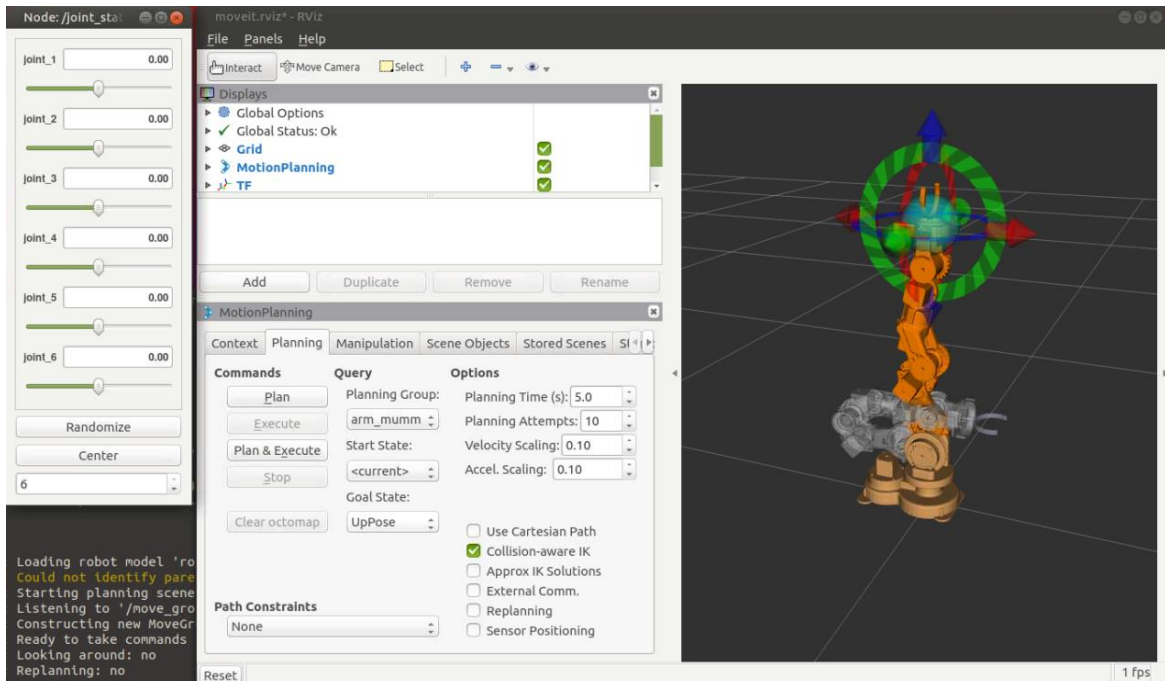 Node: /joint_stat
joint_1 0.00
joint_2 0.00
joint_3 0.00
joint_4 0.00
joint_5 0.00
joint_6 0.00
Randomize
Center
6
Loading robot model 'ro
Could not identify pare
Starting planning scene
Listening to '/move_gro
Constructing new MoveGr
Ready to take commands
Looking around: no
Replanning: no
moveit.rviz* - RViz
File Panels Help
Interact Move Camera Select
Displays
Global Options
Global Status: Ok
Grid
MotionPlanning
TF
Add Duplicate Remove Rename
MotionPlanning
Context Planning Manipulation Scene Objects Stored Scenes
Commands Query Options
Plan Planning Group: Planning Time (s): 5.0
Execute arm_mumm Planning Attempts: 10
Plan & Execute Start State: Velocity Scaling: 0.10
Stop <current> Accel. Scaling: 0.10
Goal State:
Clear octomap UpPose Use Cartesian Path
Collision-aware IK
Approx IK Solutions
External Comm.
Path Constraints Replanning
None Sensor Positioning
Reset 1 fps